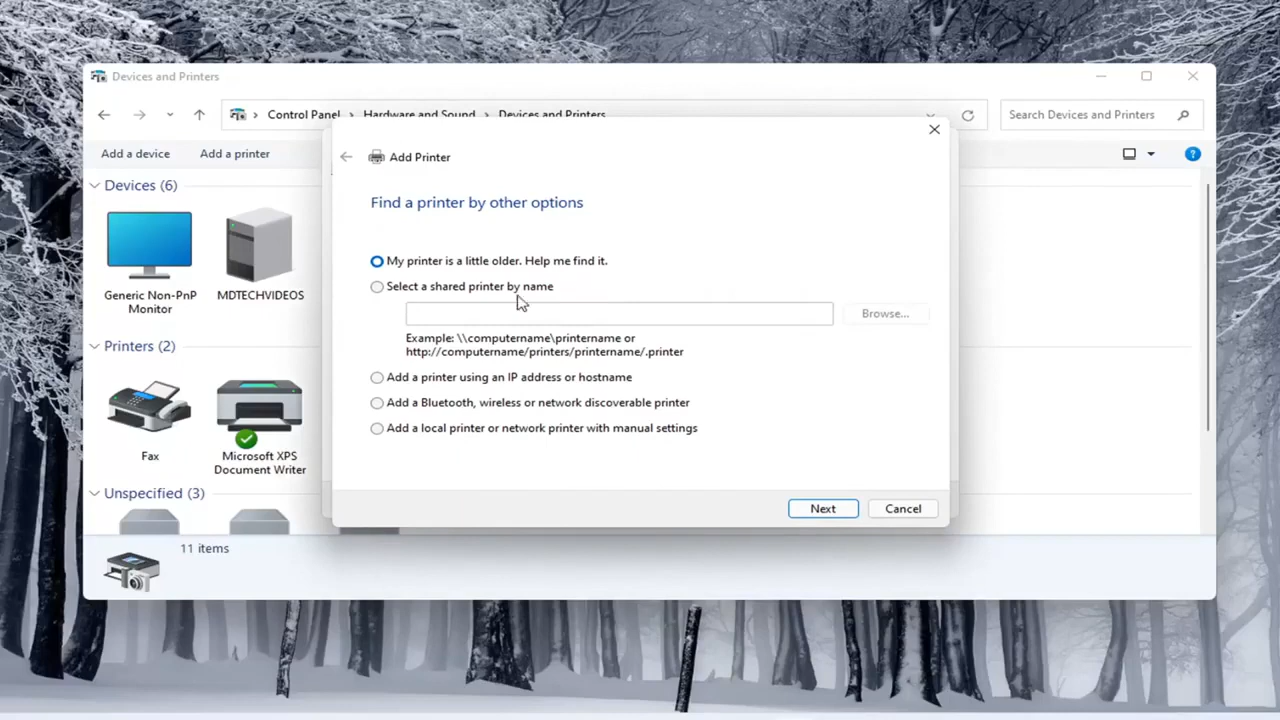 Devices and Printers
Control Panel > Hardware and Sound > Devices and Printers
Search Devices and Printers
Add a device
Add a printer
Devices (6)
Generic Non-PnP
Monitor
MDTECHVIDEOS
Printers (2)
Fax
Microsoft XPS
Document Writer
Unspecified (3)
11 items
Add Printer
Find a printer by other options
My printer is a little older. Help me find it.
Select a shared printer by name
Browse...
Example: \\computername\printername or
http://computername/printers/printername/.printer
Add a printer using an IP address or hostname
Add a Bluetooth, wireless or network discoverable printer
Add a local printer or network printer with manual settings
Next
Cancel